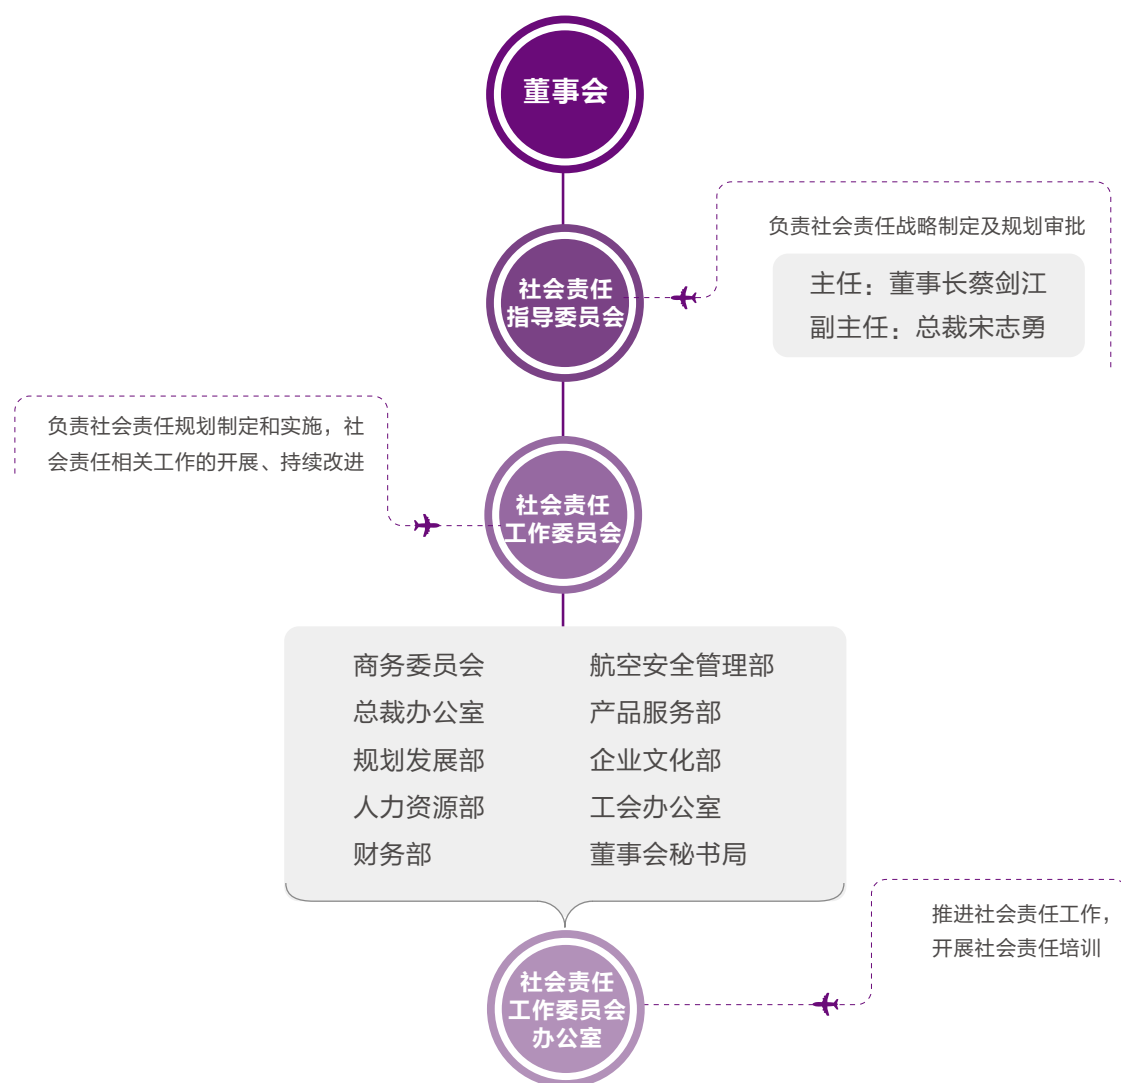 董事会
负责社会责任战略制定及规划审批
主任：董事长蔡剑江
副主任：总裁宋志勇
社会责任
指导委员会
负责社会责任规划制定和实施，社
会责任相关工作的开展、持续改进
社会责任
工作委员会
商务委员会
航空安全管理部
总裁办公室
产品服务部
规划发展部
企业文化部
人力资源部
工会办公室
财务部
董事会秘书局
推进社会责任工作，
开展社会责任培训
社会责任
工作委员会
办公室